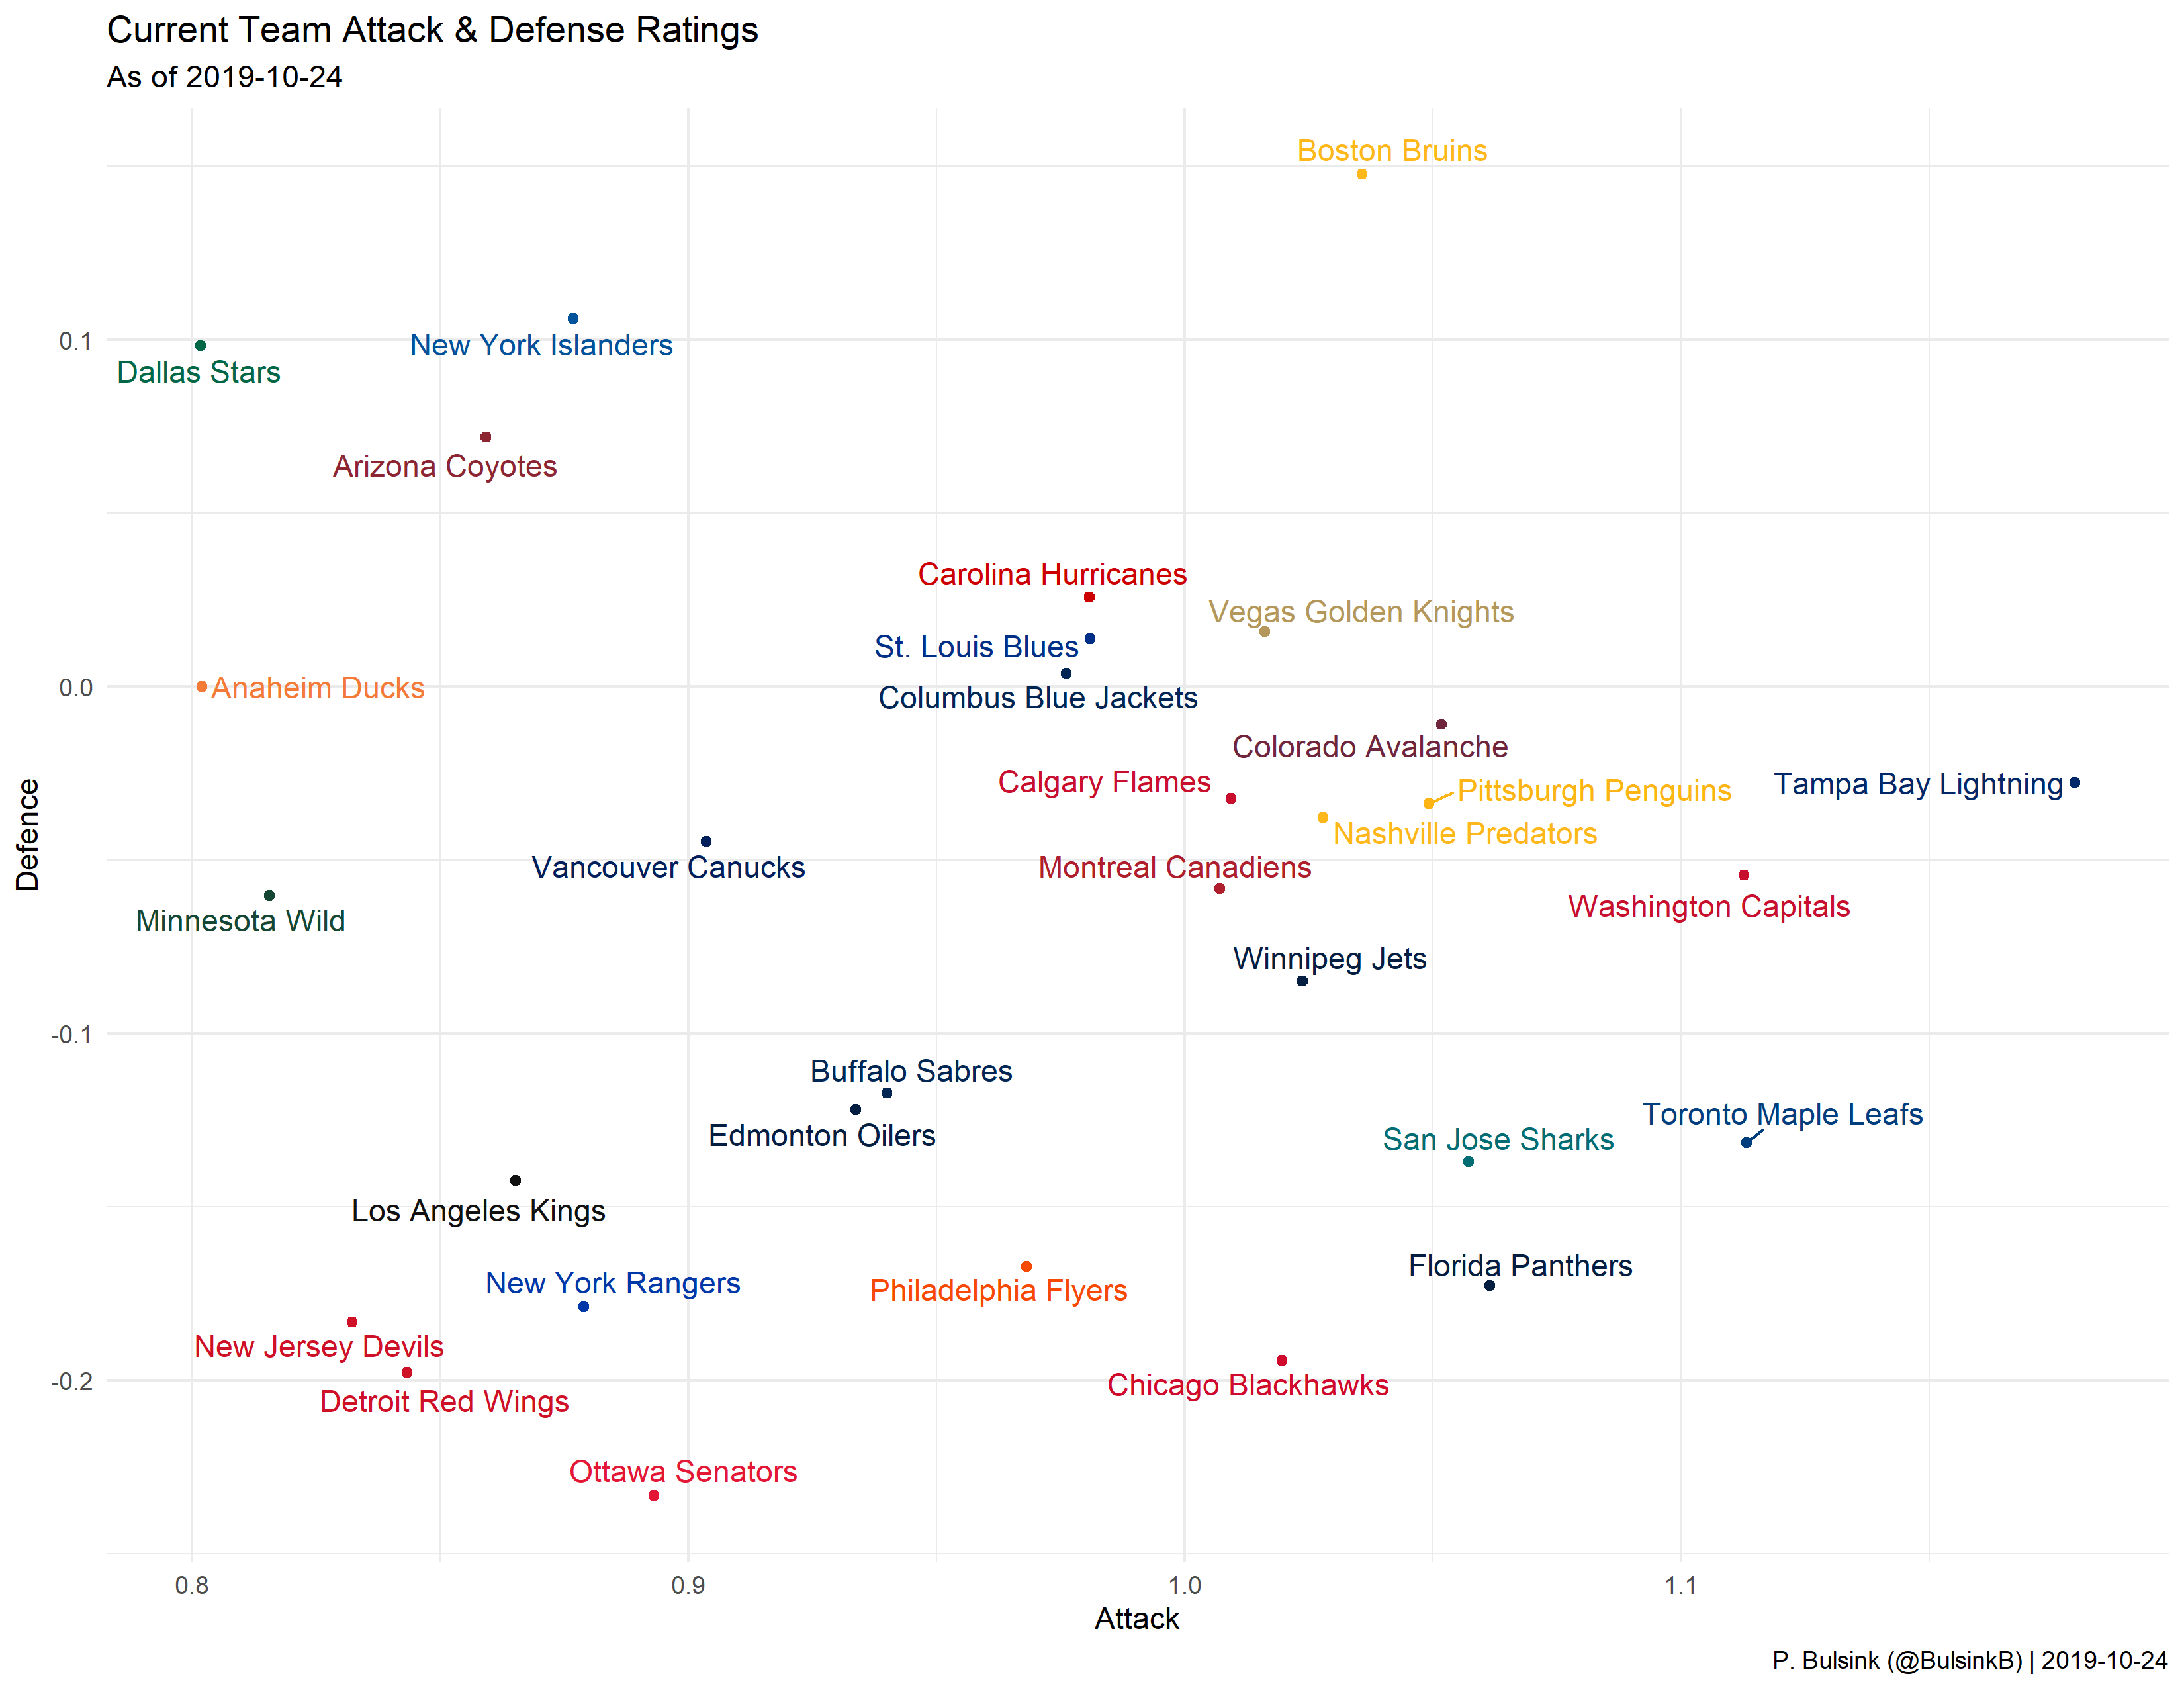 Current Team Attack & Defense Ratings
As of 2019-10-24
Boston Bruins
New York Islanders
0.1
Dallas Stars
Arizona Coyotes
Carolina Hurricanes
Vegas Golden Knights
St. Louis Blues
0.0
Anaheim Ducks
Columbus Blue Jackets
Colorado Avalanche
Calgary Flames
Pittsburgh Penguins
Tampa Bay Lightning
Nashville Predators
Defence
Vancouver Canucks
Montreal Canadiens
Washington Capitals
Minnesota Wild
Winnipeg Jets
-0.1
Buffalo Sabres
Toronto Maple Leafs
Edmonton Oilers
San Jose Sharks
Los Angeles Kings
Florida Panthers
New York Rangers
Philadelphia Flyers
New Jersey Devils
-0.2
Chicago Blackhawks
Detroit Red Wings
Ottawa Senators
0.8 0.9 1.0 1.1
Attack
P. Bulsink (@BulsinkB) | 2019-10-24